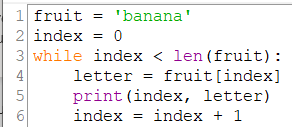 1 fruit = 'banana'
2 index = 0
3 while index < len(fruit):
4     letter = fruit[index]
5     print(index, letter)
6     index = index + 1